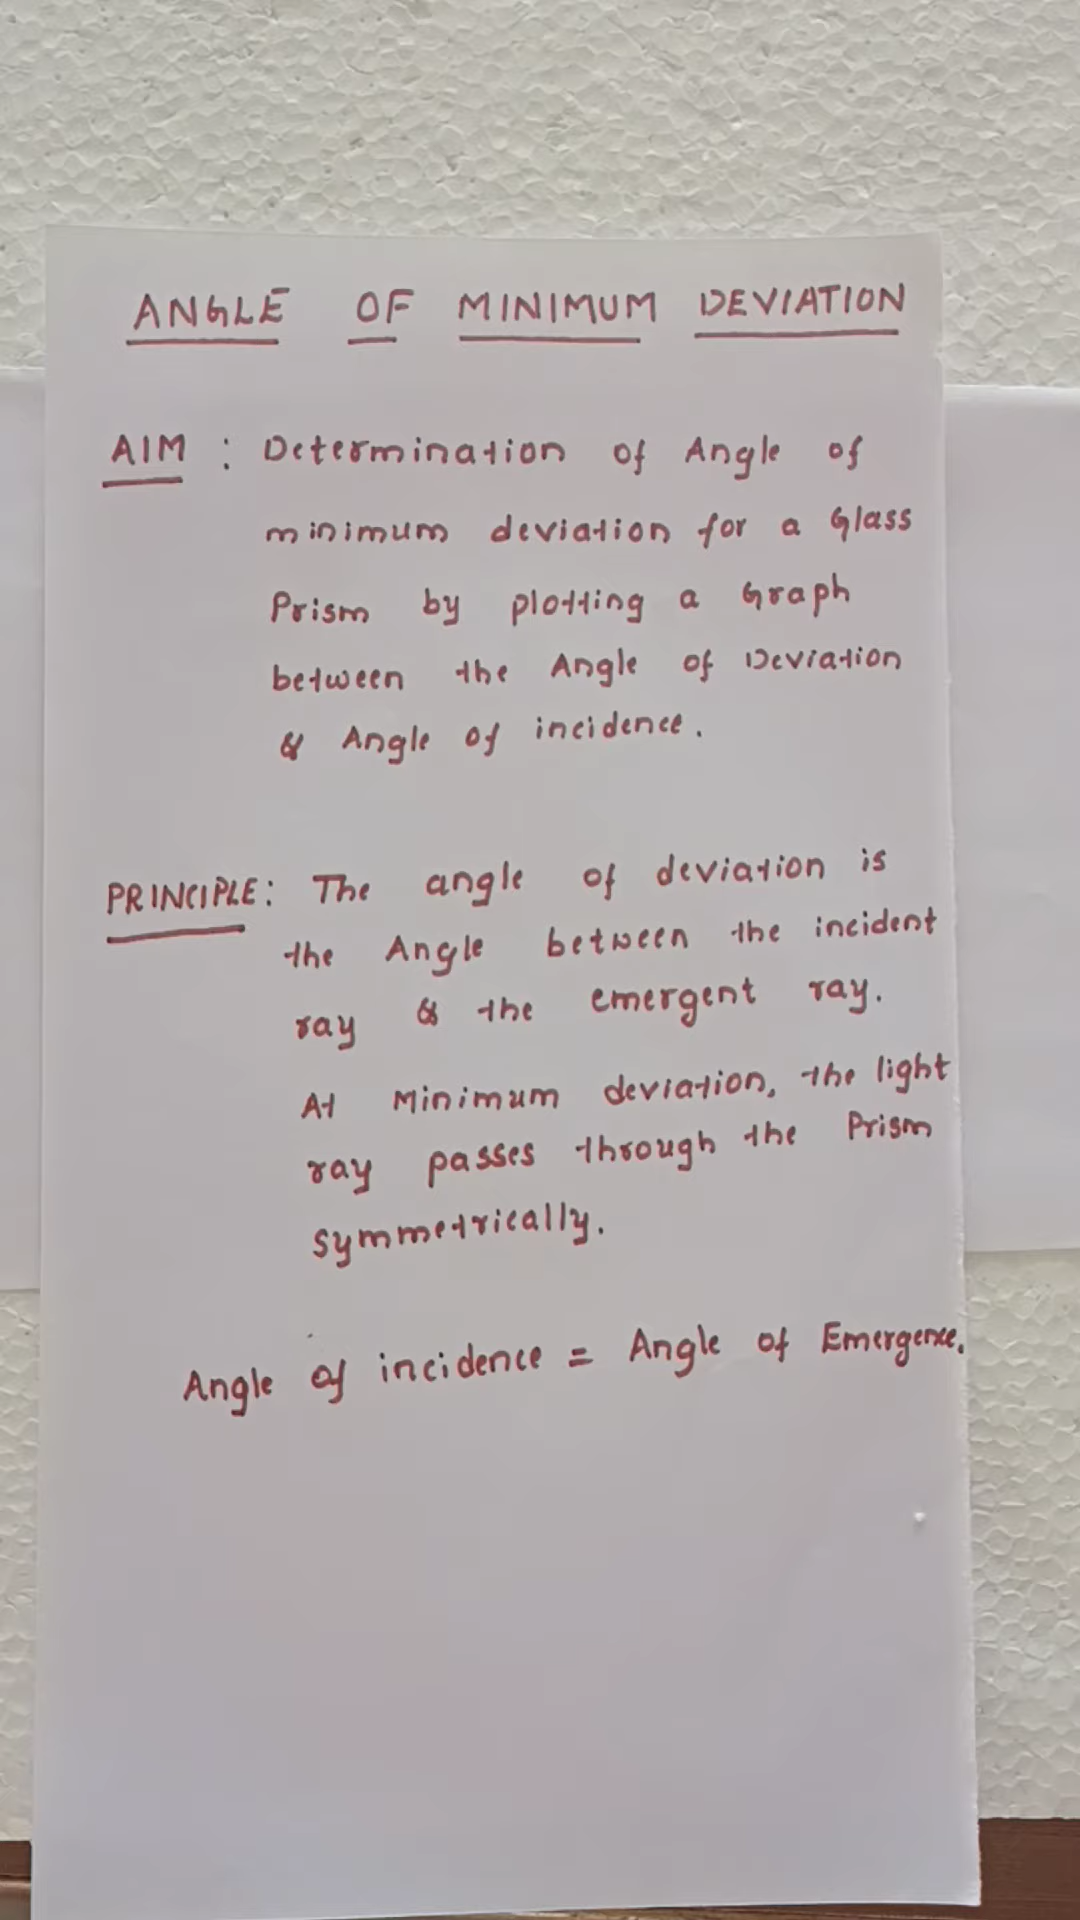 ANGLE OF MINIMUM DEVIATION
AIM : Determination of Angle of
minimum deviation for a Glass
Prism by plotting a Graph
between the Angle of Deviation
& Angle of incidence.
PRINCIPLE: The angle of deviation is
the Angle between the incident
ray & the emergent ray.
At Minimum deviation, the light
ray passes through the Prism
symmetrically.
Angle of incidence = Angle of Emergence.